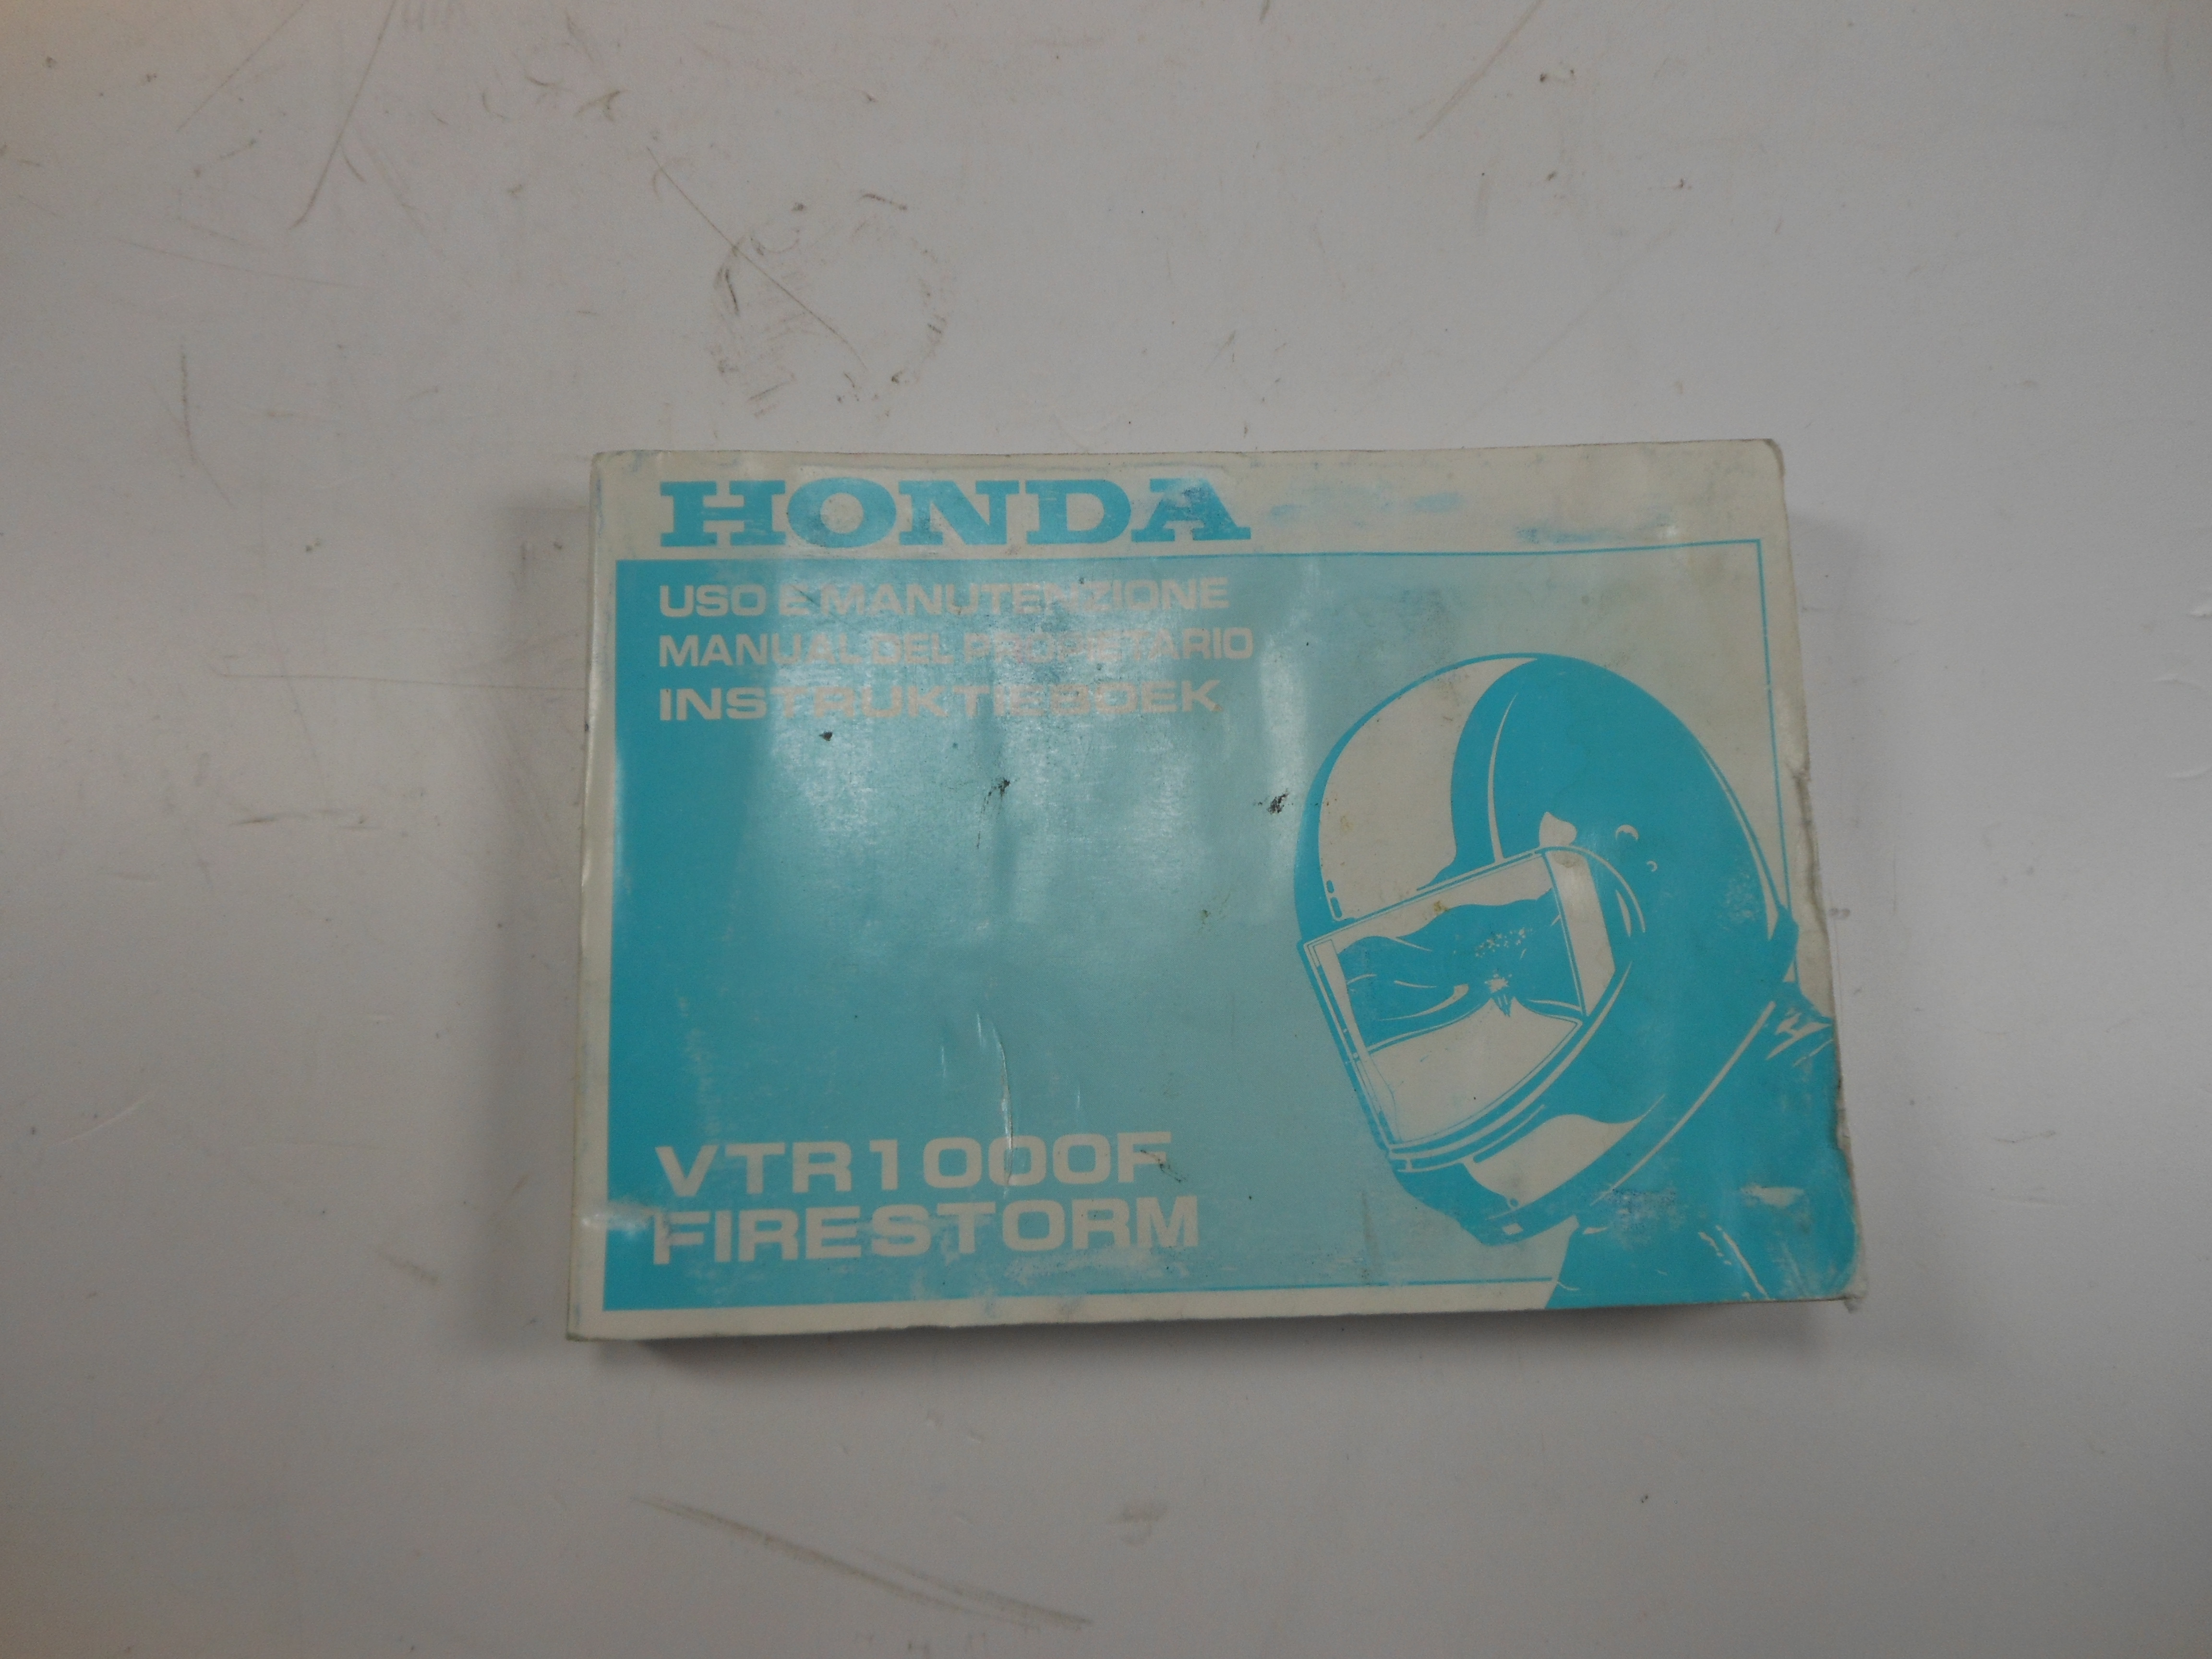 HONDA
USO E MANUTENZIONE
MANUAL DEL PROPIETARIO
INSTRUKTIEBOEK
VTR1000F
FIRESTORM